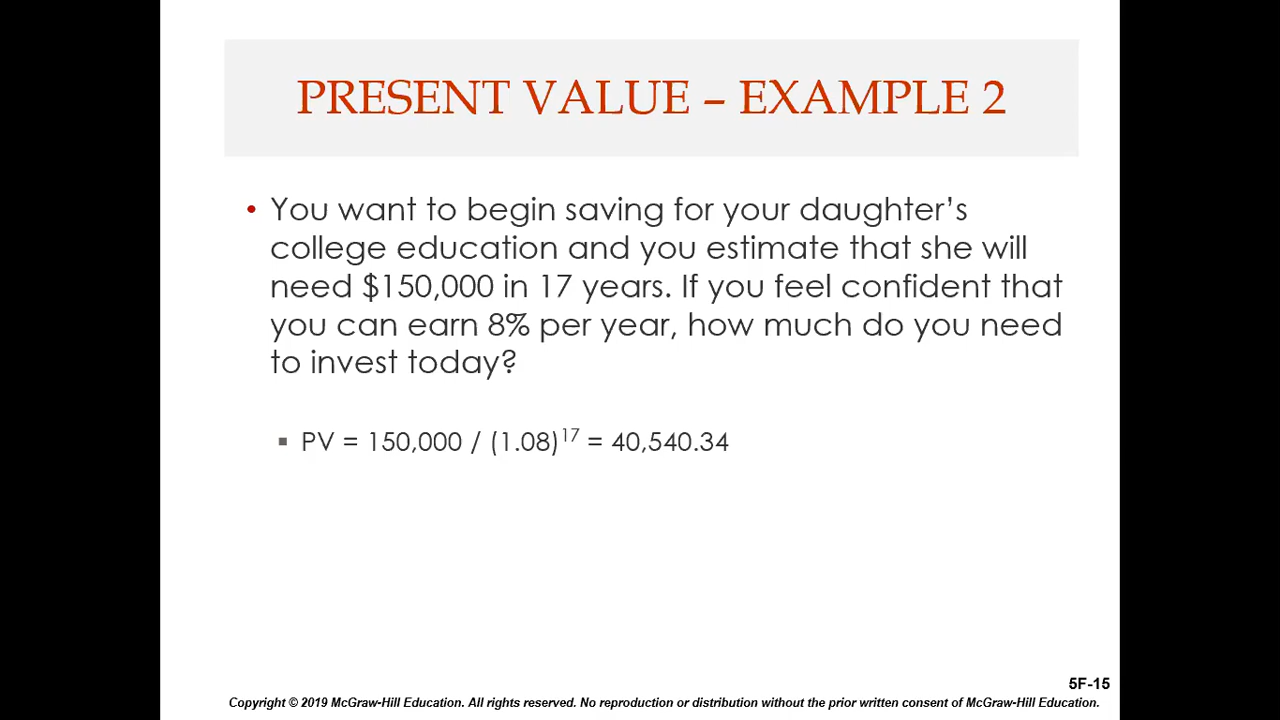 PRESENT VALUE – EXAMPLE 2
• You want to begin saving for your daughter’s
college education and you estimate that she will
need $150,000 in 17 years. If you feel confident that
you can earn 8% per year, how much do you need
to invest today?
▪ PV = 150,000 / (1.08)¹⁷ = 40,540.34
5F-15
Copyright © 2019 McGraw-Hill Education. All rights reserved. No reproduction or distribution without the prior written consent of McGraw-Hill Education.